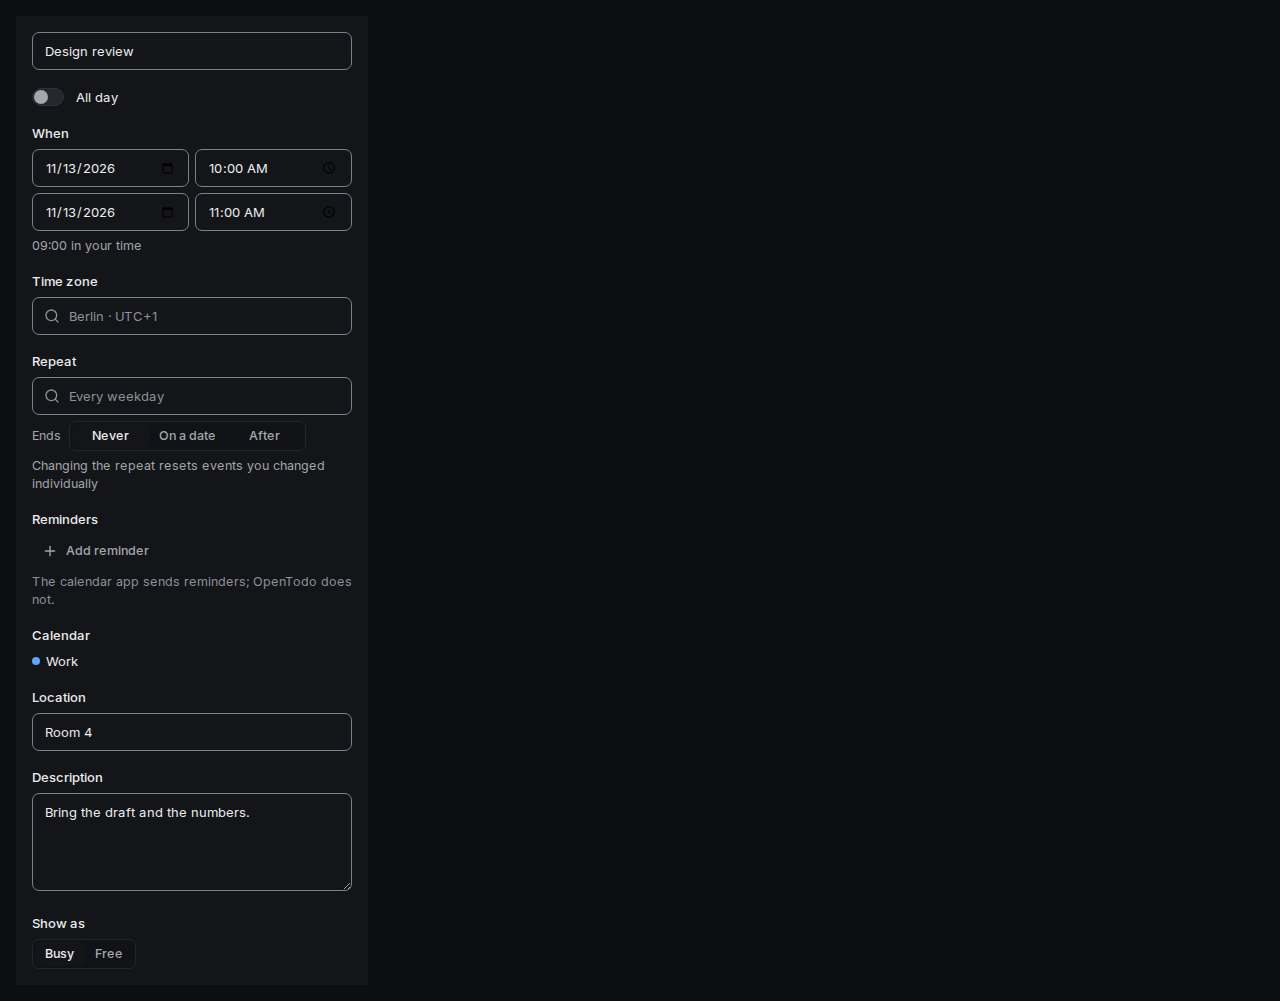 Design review
All day
When
11/13/2026 10:00 AM
11/13/2026 11:00 AM
09:00 in your time
Time zone
Berlin · UTC+1
Repeat
Every weekday
Ends Never On a date After
Changing the repeat resets events you changed
individually
Reminders
Add reminder
The calendar app sends reminders; OpenTodo does
not.
Calendar
Work
Location
Room 4
Description
Bring the draft and the numbers.
Show as
Busy Free